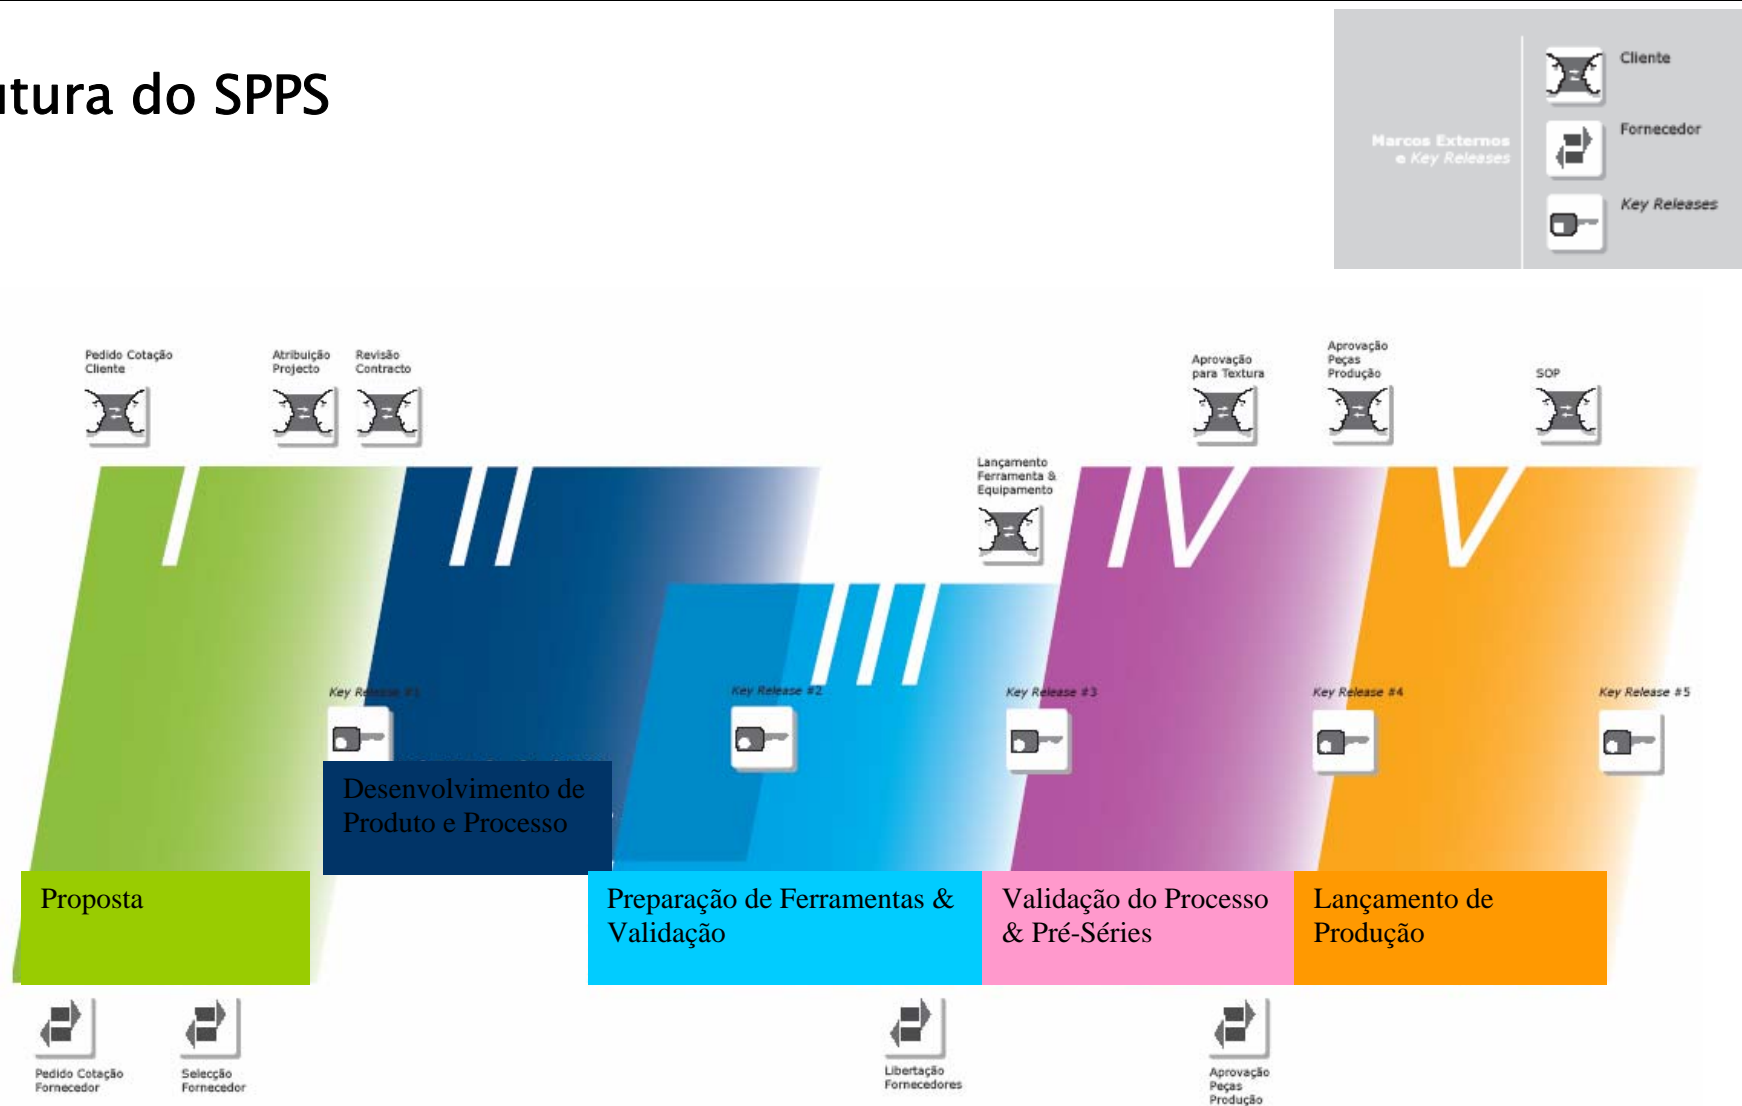 utura do SPPS
Cliente
Fornecedor
Marcos Externos
e Key Releases
Key Releases
Pedido Cotação
Cliente
Atribuição
Projecto
Revisão
Contracto
Aprovação
para Textura
Aprovação
Peças
Produção
SOP
Lançamento
Ferramenta &
Equipamento
I
II
III
IV
V
Key Release #1
Key Release #2
Key Release #3
Key Release #4
Key Release #5
Desenvolvimento de
Produto e Processo
Proposta
Preparação de Ferramentas &
Validação
Validação do Processo
& Pré-Séries
Lançamento de
Produção
Pedido Cotação
Fornecedor
Selecção
Fornecedor
Libertação
Fornecedores
Aprovação
Peças
Produção